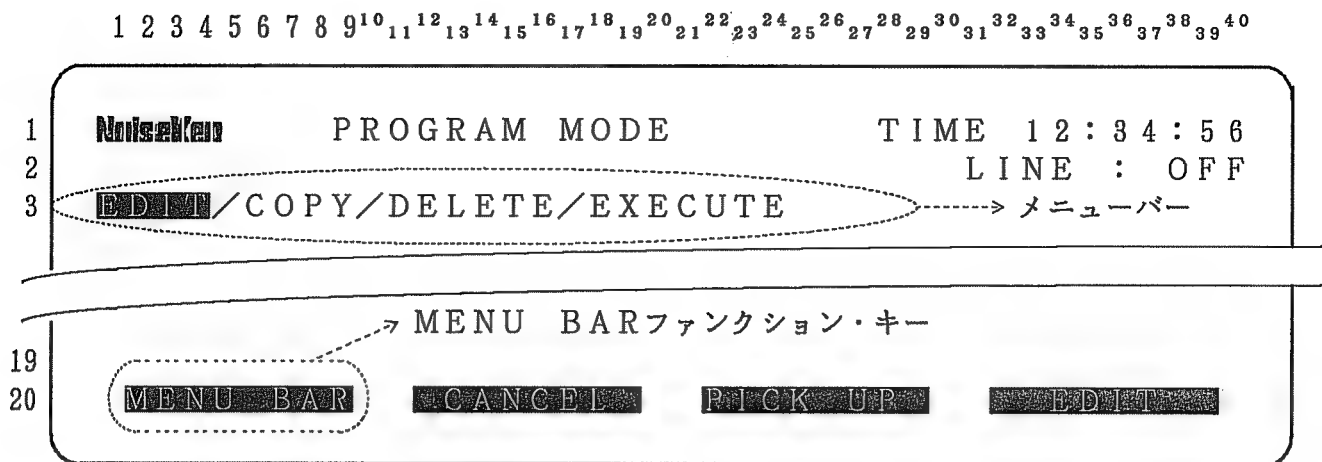 1 2 3 4 5 6 7 8 9 10 11 12 13 14 15 16 17 18 19 20 21 22 23 24 25 26 27 28 29 30 31 32 33 34 35 36 37 38 39 40
1 NoiseKen PROGRAM MODE TIME 12:34:56
2 LINE : OFF
3 EDIT/COPY/DELETE/EXECUTE メニューバー
MENU BARファンクション・キー
19
20 MENU BAR CANCEL PICK UP EDIT